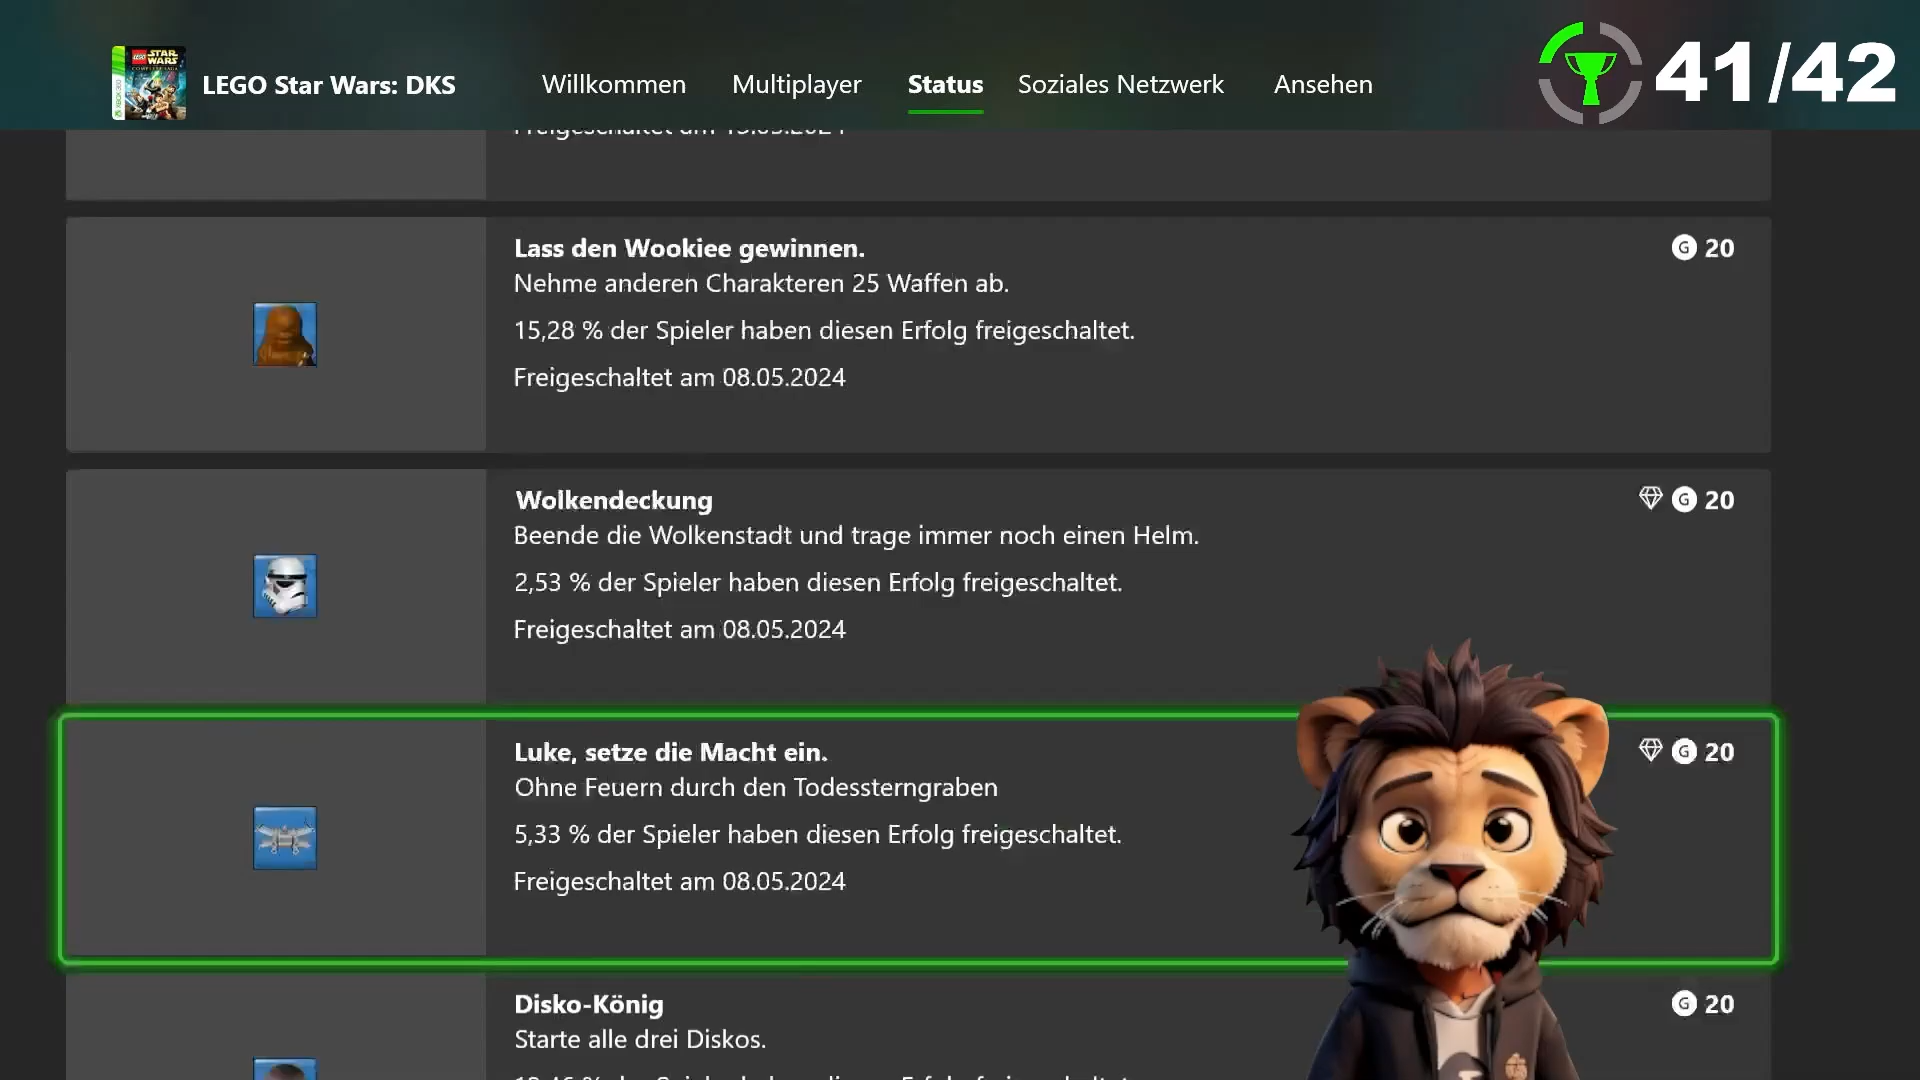 LEGO Star Wars: DKS
Willkommen
Multiplayer
Status
Soziales Netzwerk
Ansehen
41/42
Freigeschaltet am
Lass den Wookiee gewinnen.
G 20
Nehme anderen Charakteren 25 Waffen ab.
15,28 % der Spieler haben diesen Erfolg freigeschaltet.
Freigeschaltet am 08.05.2024
Wolkendeckung
G 20
Beende die Wolkenstadt und trage immer noch einen Helm.
2,53 % der Spieler haben diesen Erfolg freigeschaltet.
Freigeschaltet am 08.05.2024
Luke, setze die Macht ein.
G 20
Ohne Feuern durch den Todessterngraben
5,33 % der Spieler haben diesen Erfolg freigeschaltet.
Freigeschaltet am 08.05.2024
Disko-König
G 20
Starte alle drei Diskos.